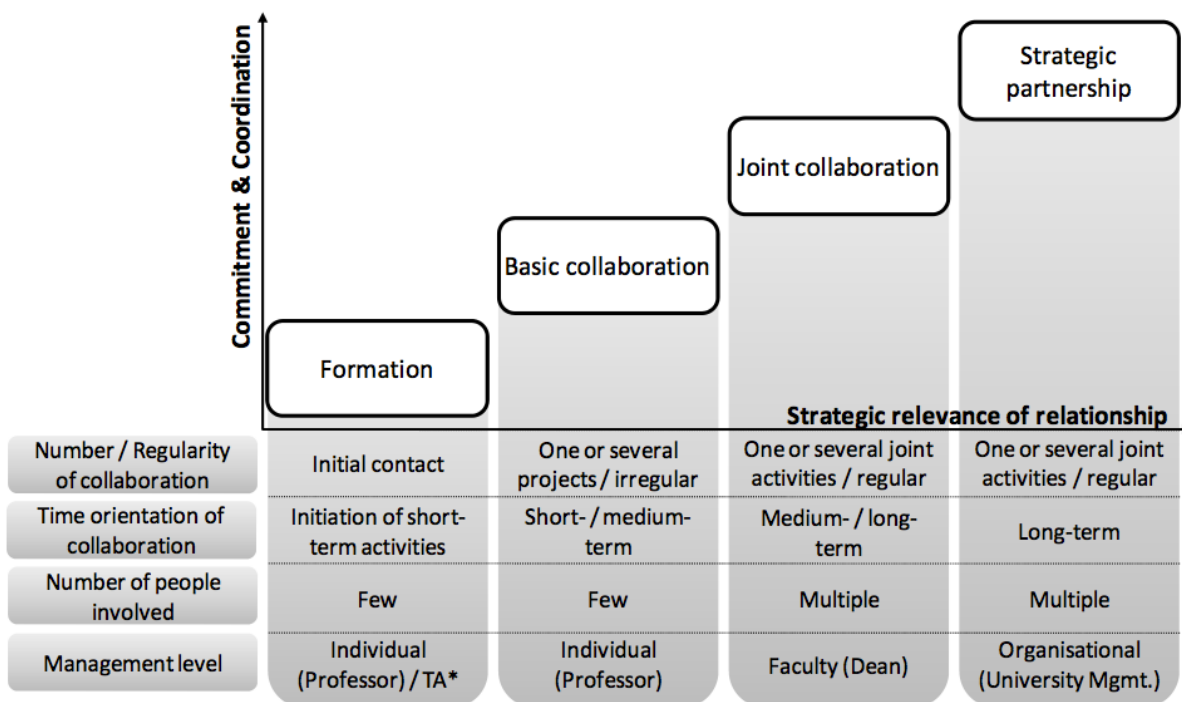 Commitment & Coordination
Strategic
partnership
Joint collaboration
Basic collaboration
Formation
Strategic relevance of relationship
Number / Regularity
of collaboration
Initial contact
One or several
projects / irregular
One or several joint
activities / regular
One or several joint
activities / regular
Time orientation of
collaboration
Initiation of short-
term activities
Short- / medium-
term
Medium- / long-
term
Long-term
Number of people
involved
Few
Few
Multiple
Multiple
Management level
Individual
(Professor) / TA*
Individual
(Professor)
Faculty (Dean)
Organisational
(University Mgmt.)